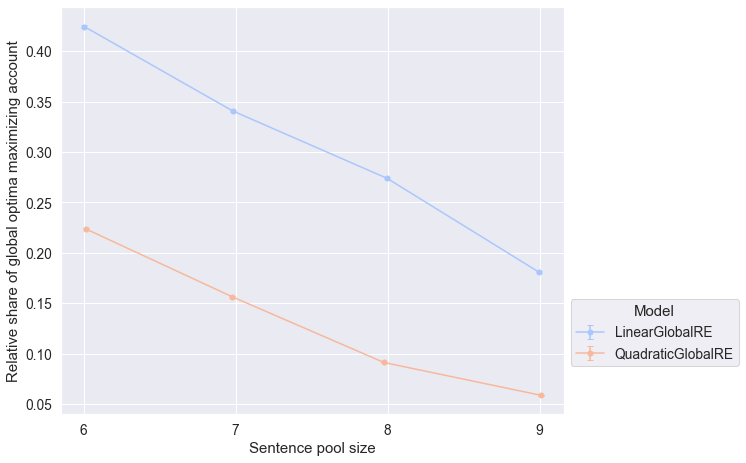 Relative share of global optima maximizing account
0.40
0.35
0.30
0.25
0.20
0.15
0.10
0.05
6 7 8 9
Sentence pool size
Model
LinearGlobalRE
QuadraticGlobalRE